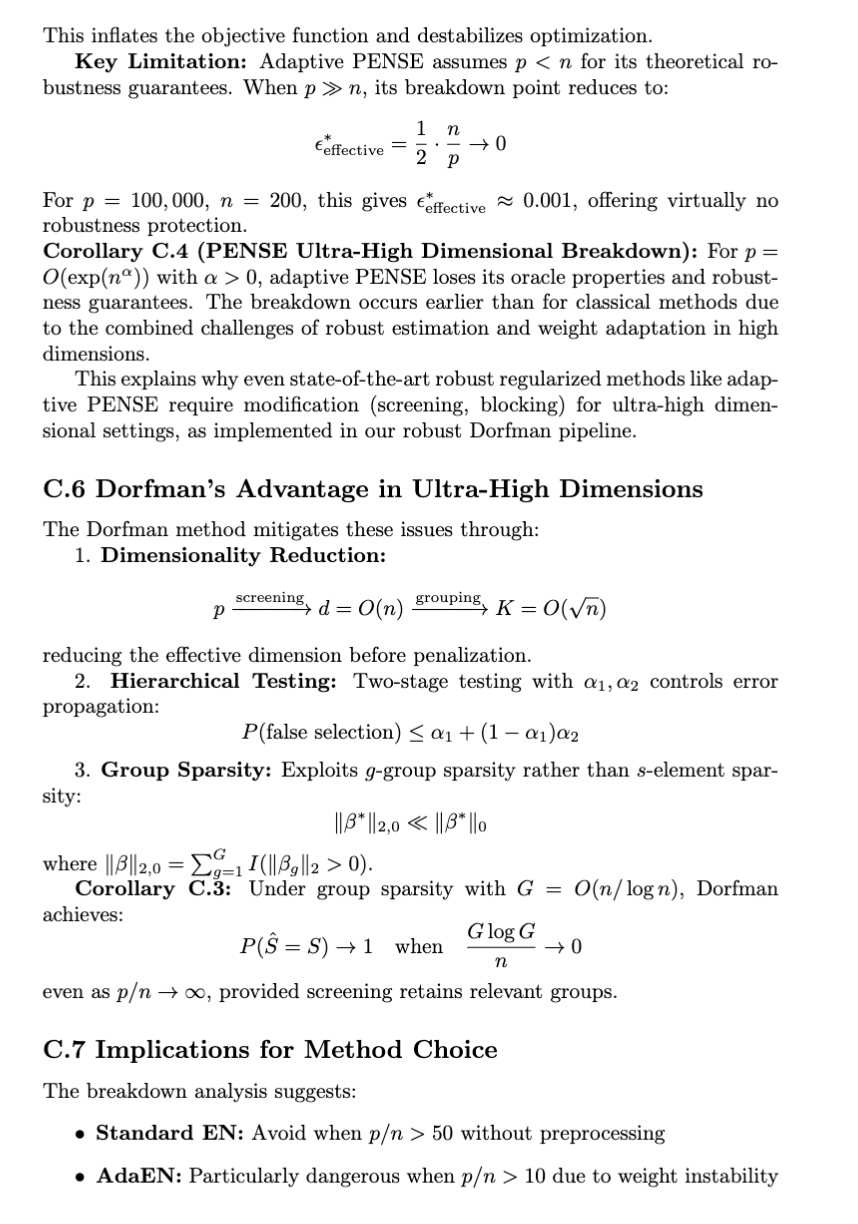 This inflates the objective function and destabilizes optimization.
Key Limitation: Adaptive PENSE assumes p < n for its theoretical ro-
bustness guarantees. When p ≫ n, its breakdown point reduces to:
ϵ*_effective = 1/2 · n/p → 0
For p = 100,000, n = 200, this gives ϵ*_effective ≈ 0.001, offering virtually no
robustness protection.
Corollary C.4 (PENSE Ultra-High Dimensional Breakdown): For p =
O(exp(n^α)) with α > 0, adaptive PENSE loses its oracle properties and robust-
ness guarantees. The breakdown occurs earlier than for classical methods due
to the combined challenges of robust estimation and weight adaptation in high
dimensions.
This explains why even state-of-the-art robust regularized methods like adap-
tive PENSE require modification (screening, blocking) for ultra-high dimen-
sional settings, as implemented in our robust Dorfman pipeline.
C.6 Dorfman's Advantage in Ultra-High Dimensions
The Dorfman method mitigates these issues through:
1. Dimensionality Reduction:
p —screening→ d = O(n) —grouping→ K = O(√n)
reducing the effective dimension before penalization.
2. Hierarchical Testing: Two-stage testing with α₁, α₂ controls error
propagation:
P(false selection) ≤ α₁ + (1 − α₁)α₂
3. Group Sparsity: Exploits g-group sparsity rather than s-element spar-
sity:
‖β*‖₂,₀ ≪ ‖β*‖₀
where ‖β‖₂,₀ = ∑_{g=1}^{G} I(‖β_g‖₂ > 0).
Corollary C.3: Under group sparsity with G = O(n/ log n), Dorfman
achieves:
P(Ŝ = S) → 1 when G log G / n → 0
even as p/n → ∞, provided screening retains relevant groups.
C.7 Implications for Method Choice
The breakdown analysis suggests:
• Standard EN: Avoid when p/n > 50 without preprocessing
• AdaEN: Particularly dangerous when p/n > 10 due to weight instability